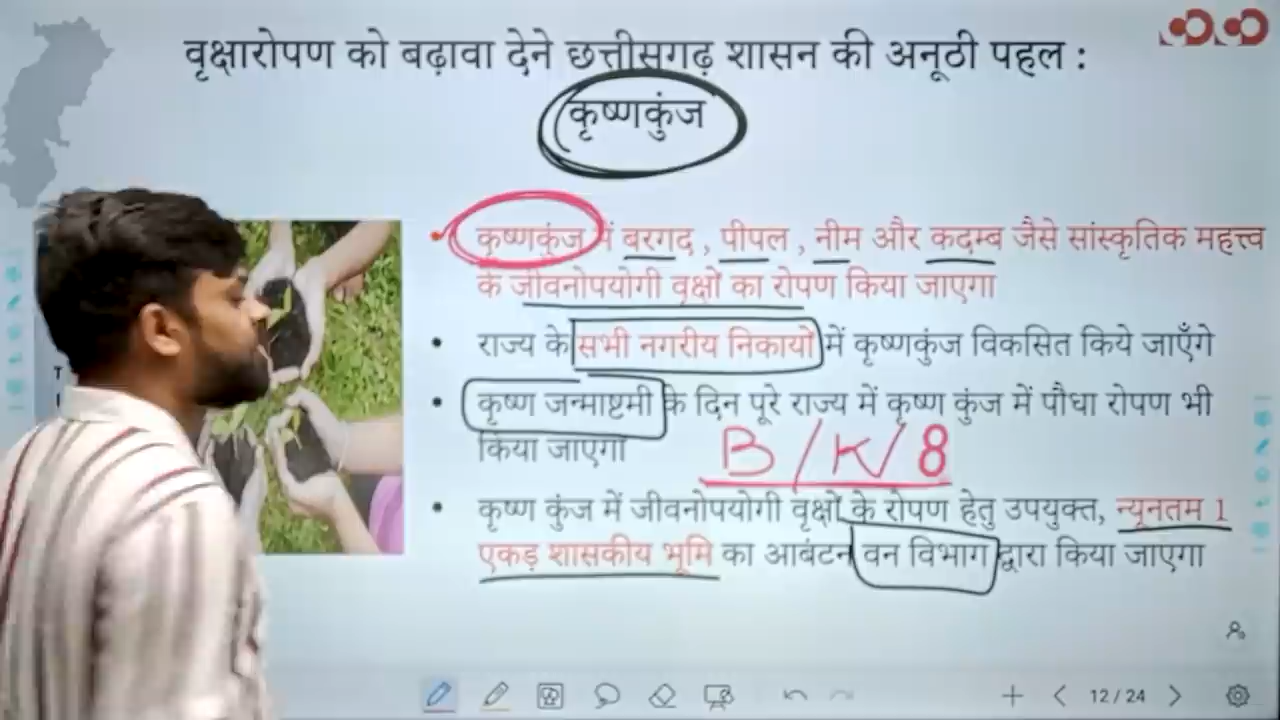 वृक्षारोपण को बढ़ावा देने छत्तीसगढ़ शासन की अनूठी पहल :
कृष्णकुंज
• कृष्णकुंज में बरगद , पीपल , नीम और कदम्ब जैसे सांस्कृतिक महत्त्व
के जीवनोपयोगी वृक्षों का रोपण किया जाएगा
• राज्य के सभी नगरीय निकायों में कृष्णकुंज विकसित किये जाएँगे
• कृष्ण जन्माष्टमी के दिन पूरे राज्य में कृष्ण कुंज में पौधा रोपण भी
किया जाएगा
B/K/8
• कृष्ण कुंज में जीवनोपयोगी वृक्षों के रोपण हेतु उपयुक्त, न्यूनतम 1
एकड़ शासकीय भूमि का आबंटन वन विभाग द्वारा किया जाएगा
12/24